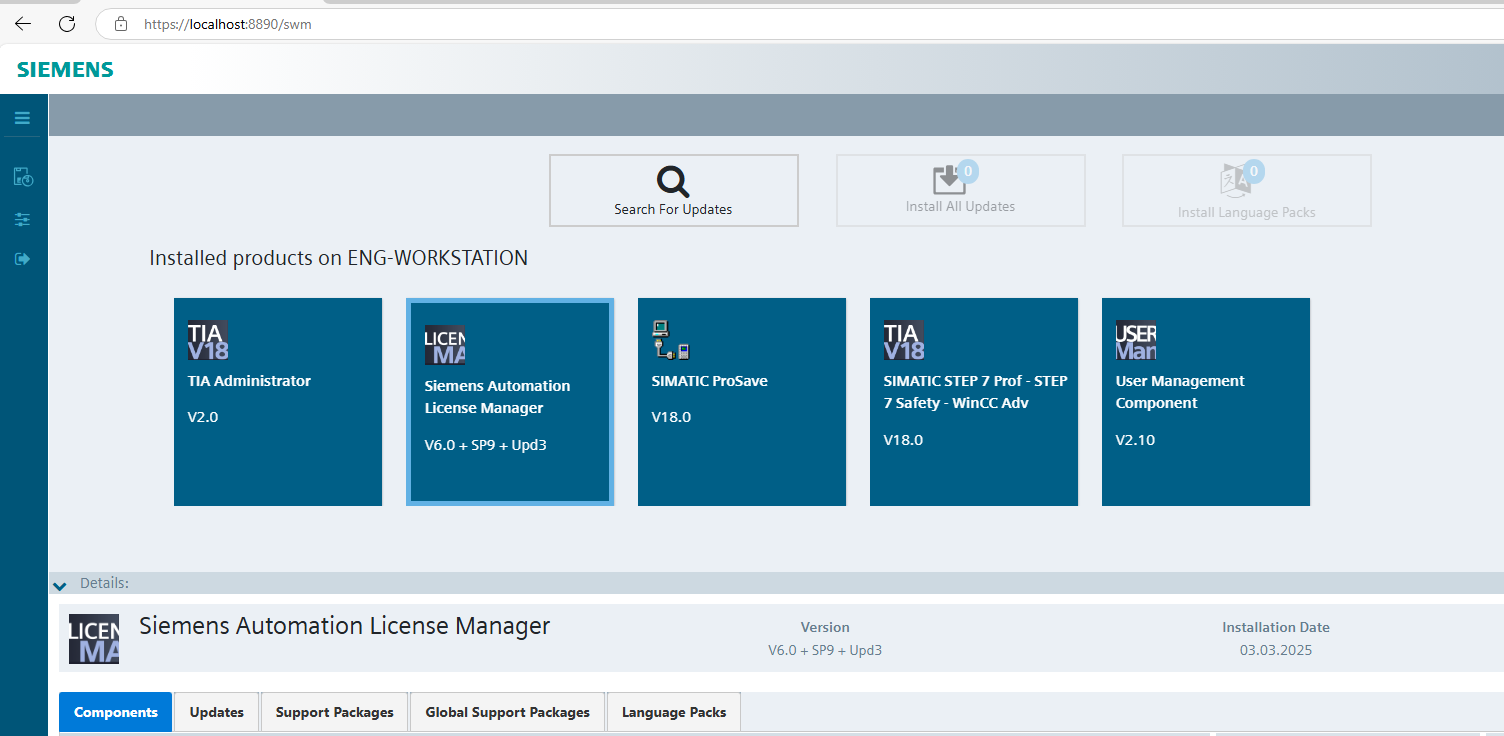 https://localhost:8890/swm
SIEMENS
0
0
文A
Search For Updates
Install All Updates
Install Language Packs
Installed products on ENG-WORKSTATION
TIA
V18
TIA Administrator
V2.0
LICEN
MA
Siemens Automation
License Manager
V6.0 + SP9 + Upd3
SIMATIC ProSave
V18.0
TIA
V18
SIMATIC STEP 7 Prof - STEP
7 Safety - WinCC Adv
V18.0
USER
Man
User Management
Component
V2.10
Details:
LICEN
MA
Siemens Automation License Manager
Version
V6.0 + SP9 + Upd3
Installation Date
03.03.2025
Components
Updates
Support Packages
Global Support Packages
Language Packs